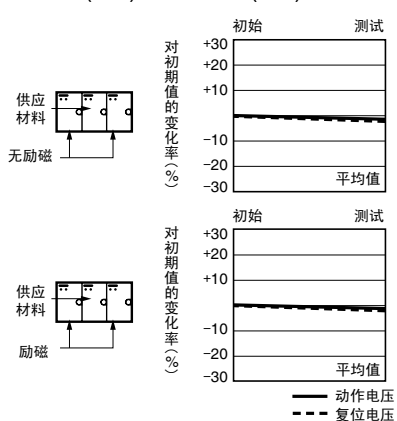 初始 测试
对初期值的变化率(%)
+30
+20
+10
-10
-20
-30
平均值
供应
材料
无励磁
初始 测试
对初期值的变化率(%)
+30
+20
+10
-10
-20
-30
平均值
供应
材料
励磁
动作电压
复位电压